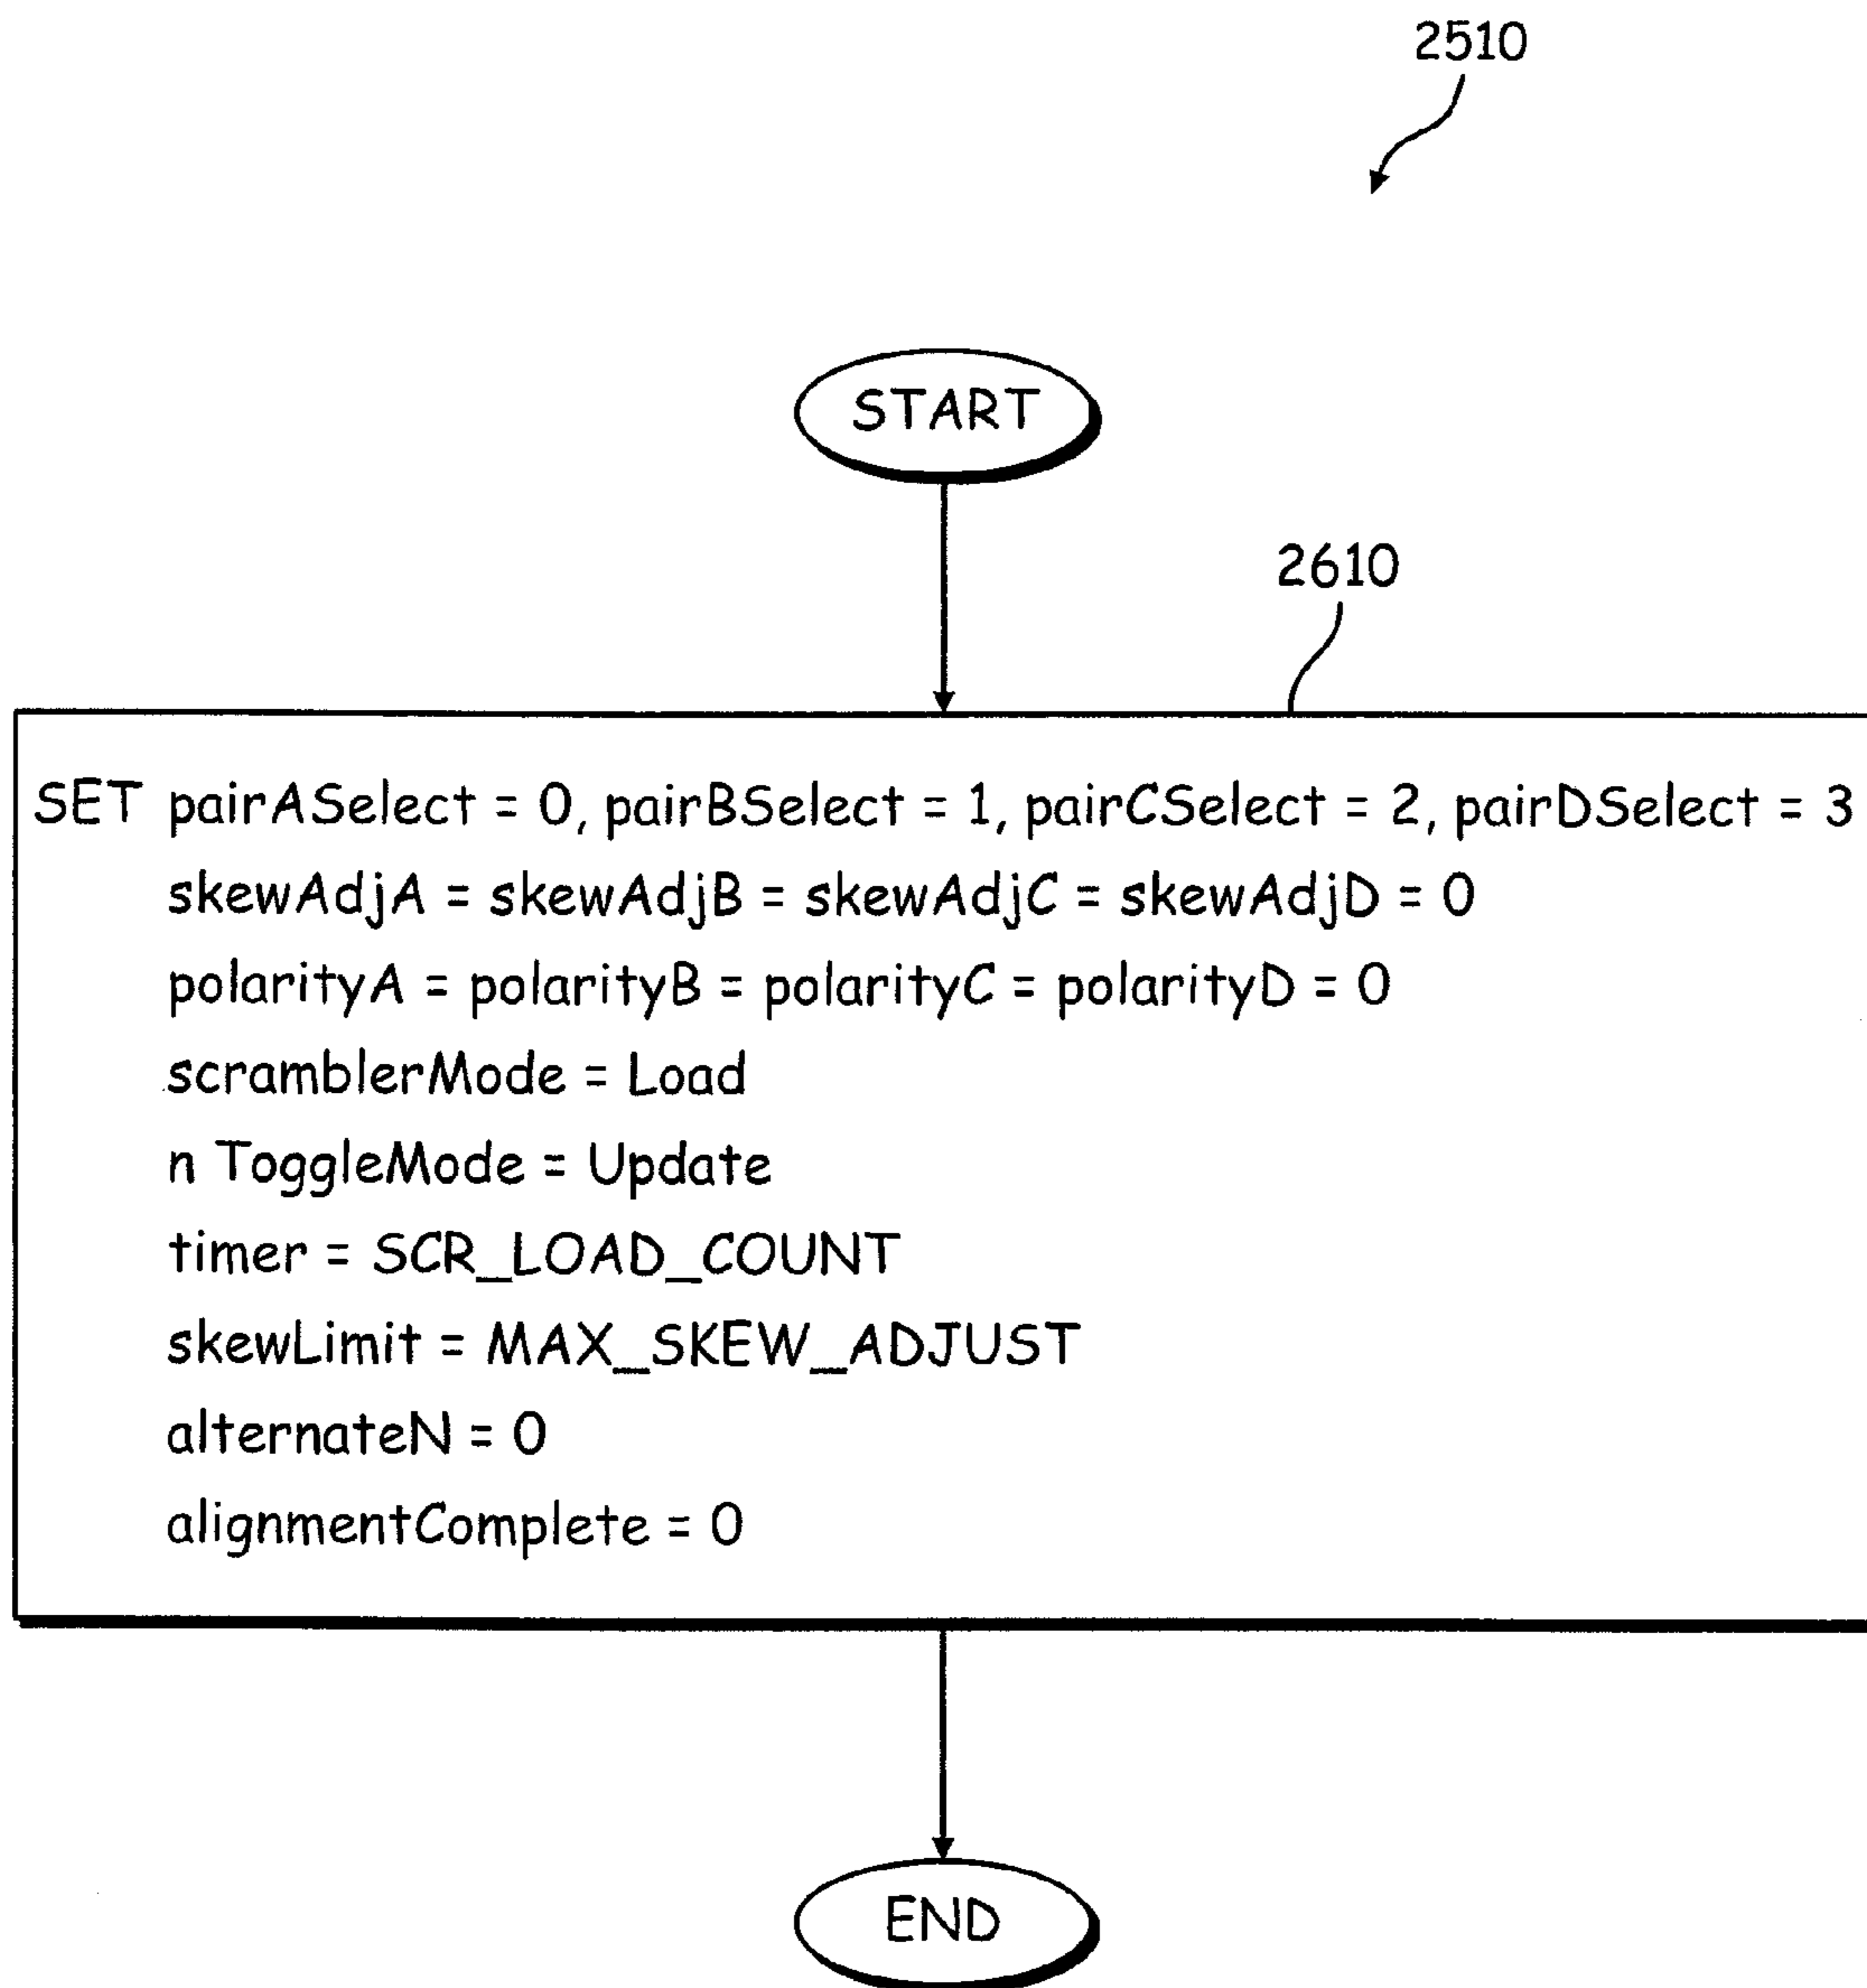 2510
START
2610
SET pairASelect = 0, pairBSelect = 1, pairCSelect = 2, pairDSelect = 3
skewAdjA = skewAdjB = skewAdjC = skewAdjD = 0
polarityA = polarityB = polarityC = polarityD = 0
scramblerMode = Load
n ToggleMode = Update
timer = SCR_LOAD_COUNT
skewLimit = MAX_SKEW_ADJUST
alternateN = 0
alignmentComplete = 0
END